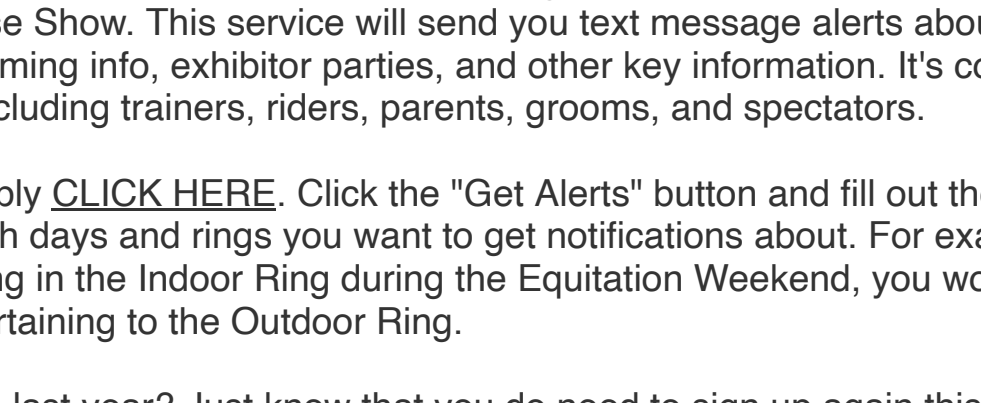 se Show. This service will send you text message alerts abou
ming info, exhibitor parties, and other key information. It's co
cluding trainers, riders, parents, grooms, and spectators.
ply CLICK HERE. Click the "Get Alerts" button and fill out the
h days and rings you want to get notifications about. For exa
ng in the Indoor Ring during the Equitation Weekend, you wo
rtaining to the Outdoor Ring.
last year? Just know that you do need to sign up again this